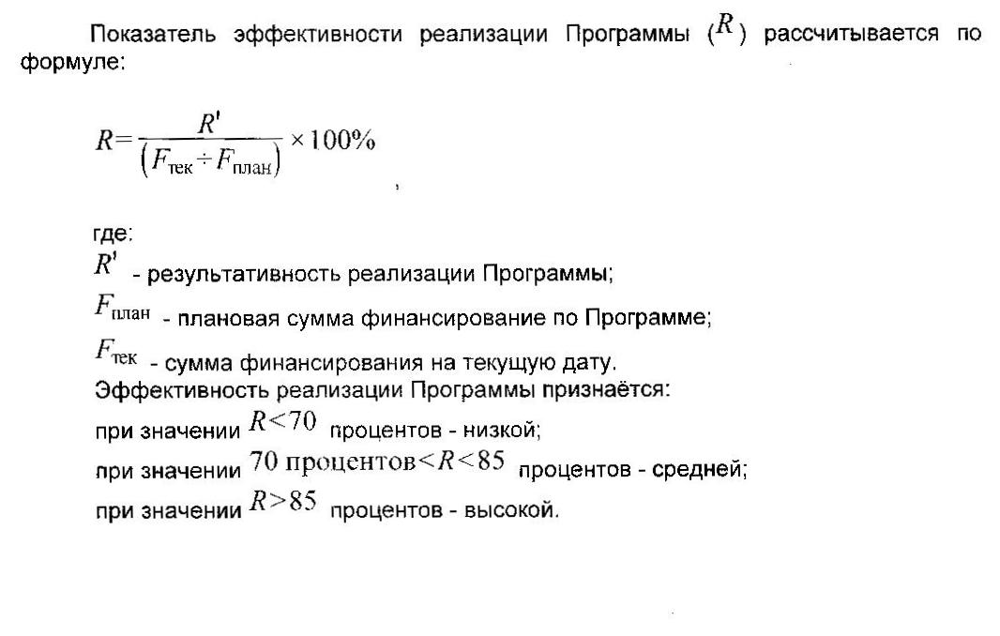 Показатель эффективности реализации Программы (R) рассчитывается по
формуле:
R=R'/(Fтек÷Fплан)×100%
,
где:
R' - результативность реализации Программы;
Fплан - плановая сумма финансирование по Программе;
Fтек - сумма финансирования на текущую дату.
Эффективность реализации Программы признаётся:
при значении R<70 процентов - низкой;
при значении 70 процентов<R<85 процентов - средней;
при значении R>85 процентов - высокой.